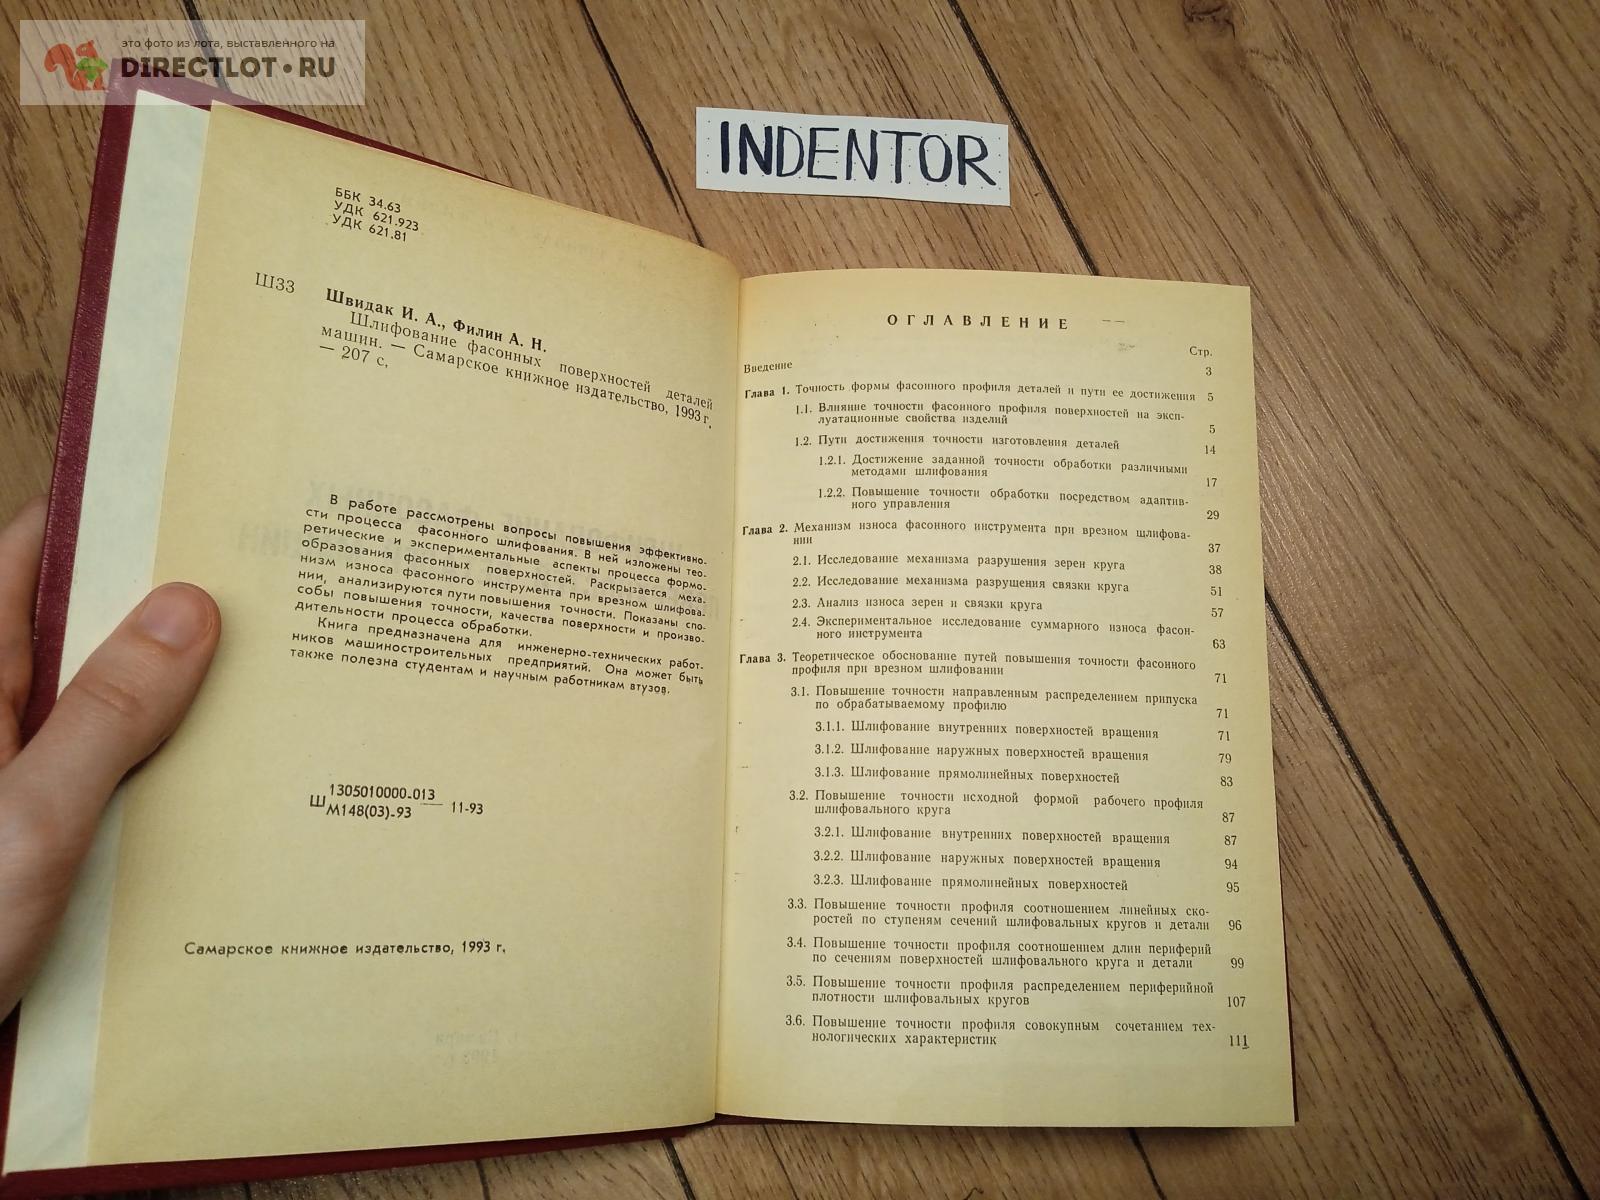 это фото из лота, выставленного на
DIRECTLOT•RU
INDENTOR
ББК 34.63
УДК 621.923
УДК 621.81
Ш33
Швидак И. А., Филин А. Н.
Шлифование фасонных поверхностей деталей
машин. — Самарское книжное издательство, 1993 г.
— 207 с.
В работе рассмотрены вопросы повышения эффективно-
сти процесса фасонного шлифования. В ней изложены тео-
ретические и экспериментальные аспекты процесса формо-
образования фасонных поверхностей. Раскрызается меха-
низм износа фасонного инструмента при врезном шлифова-
нии, анализируются пути повышения точности. Показаны спо-
собы повышения точности, качества поверхности и произво-
дительности процесса обработки.
Книга предназначена для инженерно-технических работ-
ников машиностроительных предприятий. Она может быть
также полезна студентам и научным работникам втузов.
1305010000-013
Ш — 11-93
М148(03)-93
Самарское книжное издательство, 1993 г.
ОГЛАВЛЕНИЕ
Стр.
Введение 3
Глава 1. Точность формы фасонного профиля деталей и пути ее достижения 5
1.1. Влияние точности фасонного профиля поверхностей на экс-
плуатационные свойства изделий 5
1.2. Пути достижения точности изготовления деталей 14
1.2.1. Достижение заданной точности обработки различными
методами шлифования 17
1.2.2. Повышение точности обработки посредством адаптив-
ного управления 29
Глава 2. Механизм износа фасонного инструмента при врезном шлифова-
нии 37
2.1. Исследование механизма разрушения зерен круга 38
2.2. Исследование механизма разрушения связки круга 51
2.3. Анализ износа зерен и связки круга 57
2.4. Экспериментальное исследование суммарного износа фасон-
ного инструмента 63
Глава 3. Теоретическое обоснование путей повышения точности фасонного
профиля при врезном шлифовании 71
3.1. Повышение точности направленным распределением припуска
по обрабатываемому профилю 71
3.1.1. Шлифование внутренних поверхностей вращения 71
3.1.2. Шлифование наружных поверхностей вращения 79
3.1.3. Шлифование прямолинейных поверхностей 83
3.2. Повышение точности исходной формой рабочего профиля
шлифовального круга 87
3.2.1. Шлифование внутренних поверхностей вращения 87
3.2.2. Шлифование наружных поверхностей вращения 94
3.2.3. Шлифование прямолинейных поверхностей 95
3.3. Повышение точности профиля соотношением линейных ско-
ростей по ступеням сечений шлифовальных кругов и детали 96
3.4. Повышение точности профиля соотношением длин периферий
по сечениям поверхностей шлифовального круга и детали 99
3.5. Повышение точности профиля распределением периферийной
плотности шлифовальных кругов 107
3.6. Повышение точности профиля совокупным сочетанием тех-
нологических характеристик 111